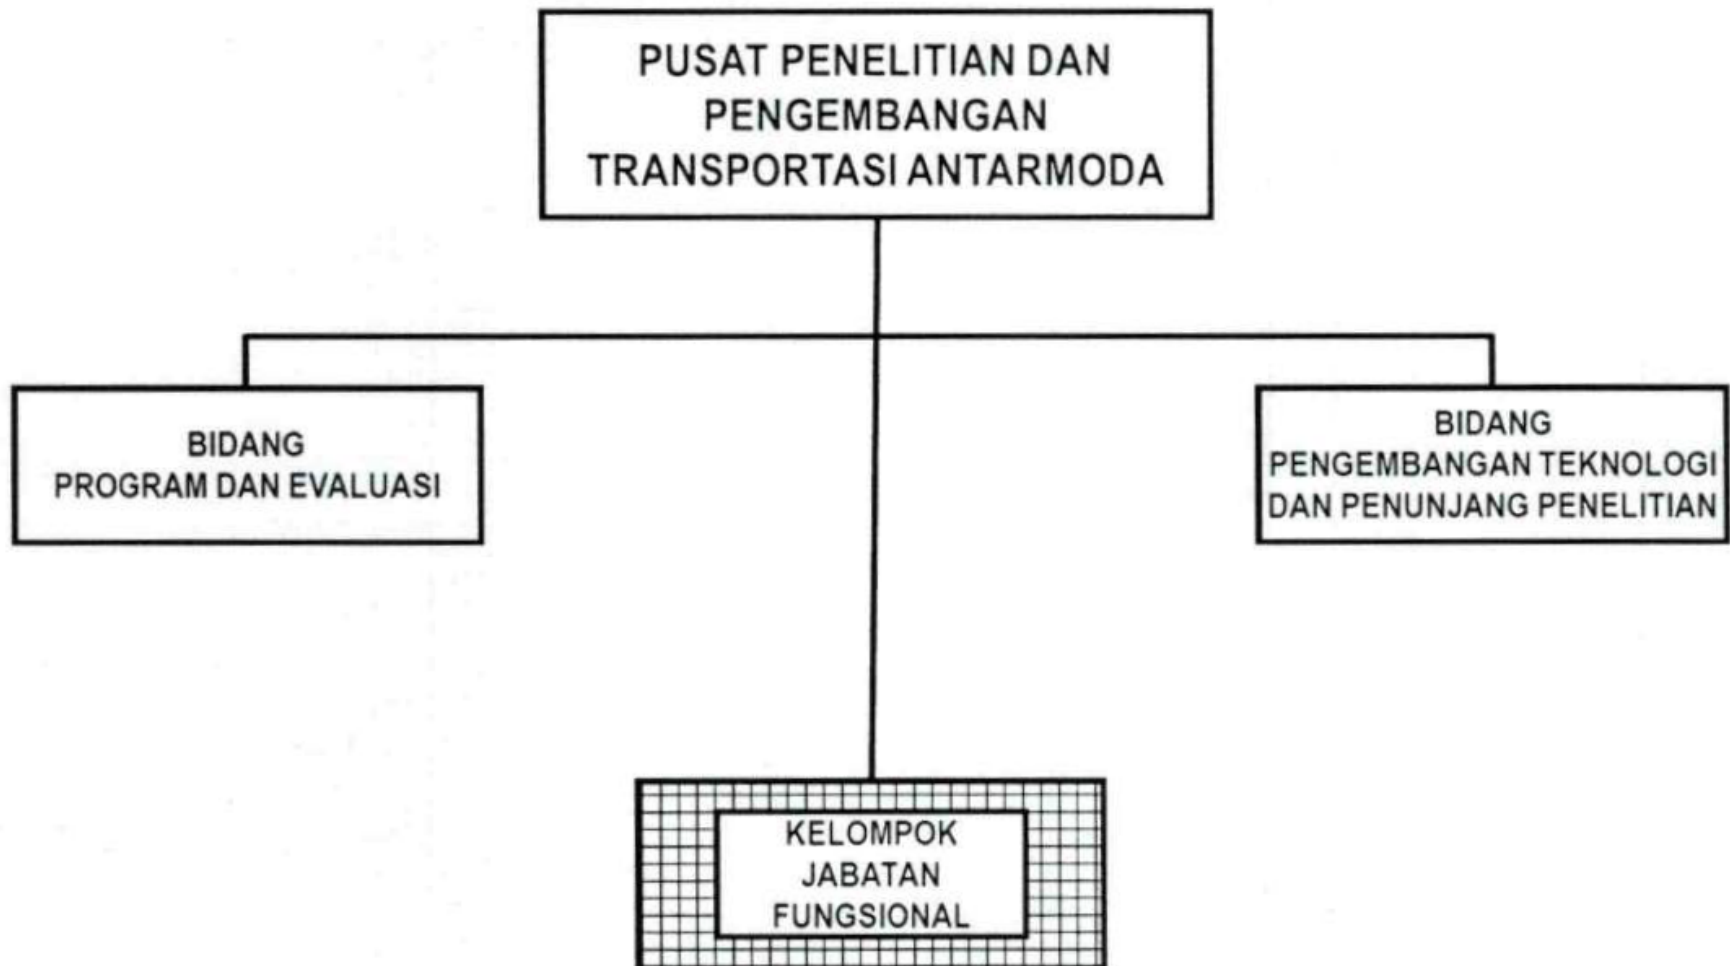 PUSAT PENELITIAN DAN
PENGEMBANGAN
TRANSPORTASI ANTARMODA
BIDANG
PROGRAM DAN EVALUASI
BIDANG
PENGEMBANGAN TEKNOLOGI
DAN PENUNJANG PENELITIAN
KELOMPOK
JABATAN
FUNGSIONAL